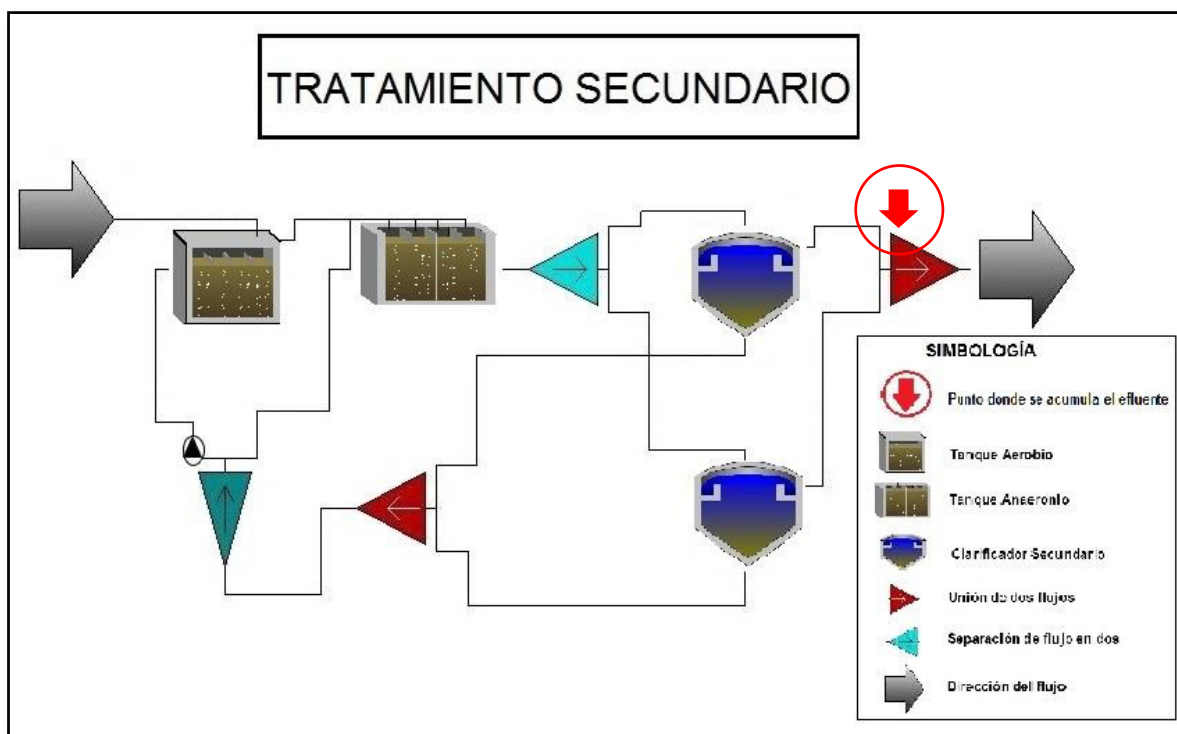 TRATAMIENTO SECUNDARIO
SIMBOLOGÍA
Punto donde se acumula el efluente
Tanque Aerobio
Tanque Anaeronio
Clarificador Secundario
Unión de dos flujos
Separación de flujo en dos
Dirección del flujo